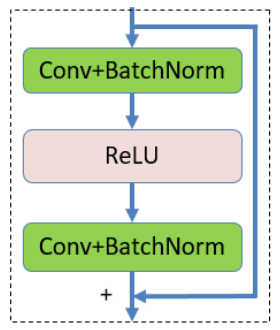 Conv+BatchNorm
ReLU
Conv+BatchNorm
+